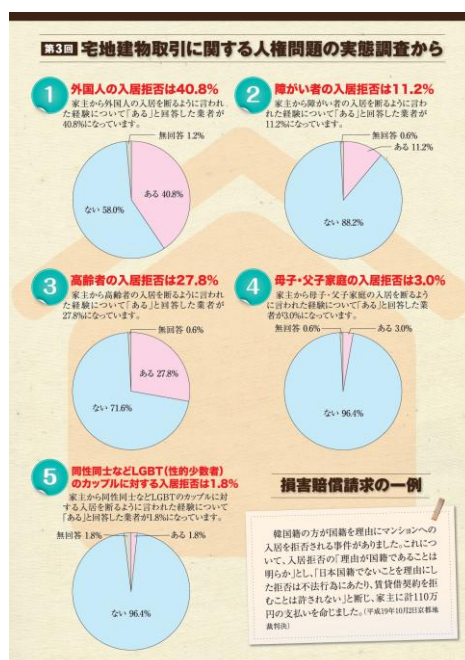 第3回 宅地建物取引に関する人権問題の実態調査から
1
外国人の入居拒否は40.8%
家主から外国人の入居を断るように言われ
た経験について「ある」と回答した業者が
40.8%になっています。
無回答 1.2%
ある 40.8%
ない 58.0%
2
障がい者の入居拒否は11.2%
家主から障がい者の入居を断るように言わ
れた経験について「ある」と回答した業者が
11.2%になっています。
無回答 0.6%
ある 11.2%
ない 88.2%
3
高齢者の入居拒否は27.8%
家主から高齢者の入居を断るように言われ
た経験について「ある」と回答した業者が
27.8%になっています。
無回答 0.6%
ある 27.8%
ない 71.6%
4
母子・父子家庭の入居拒否は3.0%
家主から母子・父子家庭の入居を断るよう
に言われた経験について「ある」と回答した業
者が3.0%になっています。
無回答 0.6%
ある 3.0%
ない 96.4%
5
同性同士などLGBT(性的少数者)
のカップルに対する入居拒否は1.8%
家主から同性同士などLGBTのカップルに対
する入居を断るように言われた経験について
「ある」と回答した業者が1.8%になっています。
無回答 1.8%
ある 1.8%
ない 96.4%
損害賠償請求の一例
韓国籍の方が国籍を理由にマンションへの
入居を拒否される事件がありました。これにつ
いて、入居拒否の「理由が国籍であることは
明らか」とし、「日本国籍でないことを理由にし
た拒否は不法行為にあたり、賃貸借契約を拒
むことは許されない」と断じ、家主に計110万
円の支払いを命じました。(平成19年10月2日京都地
裁判決)